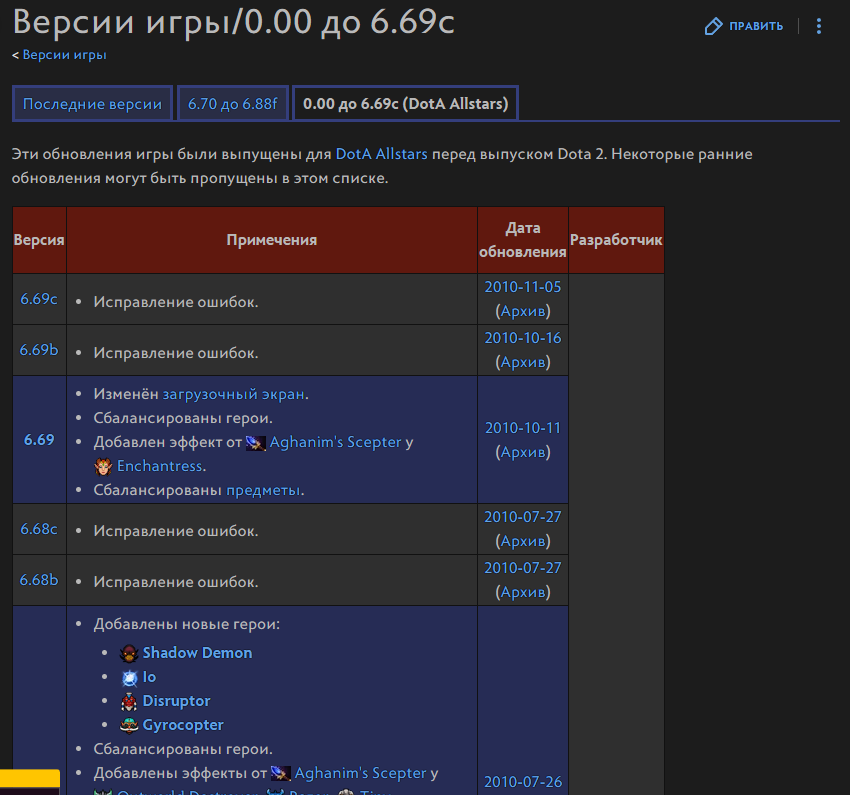 Версии игры/0.00 до 6.69c
ПРАВИТЬ
< Версии игры
Последние версии
6.70 до 6.88f
0.00 до 6.69c (DotA Allstars)
Эти обновления игры были выпущены для DotA Allstars перед выпуском Dota 2. Некоторые ранние
обновления могут быть пропущены в этом списке.
Версия
Примечения
Дата
обновления
Разработчик
6.69c
Исправление ошибок.
2010-11-05
(Архив)
6.69b
Исправление ошибок.
2010-10-16
(Архив)
6.69
Изменён загрузочный экран.
Сбалансированы герои.
Добавлен эффект от Aghanim's Scepter у
Enchantress.
Сбалансированы предметы.
2010-10-11
(Архив)
6.68c
Исправление ошибок.
2010-07-27
(Архив)
6.68b
Исправление ошибок.
2010-07-27
(Архив)
Добавлены новые герои:
Shadow Demon
Io
Disruptor
Gyrocopter
Сбалансированы герои.
Добавлены эффекты от Aghanim's Scepter у
2010-07-26